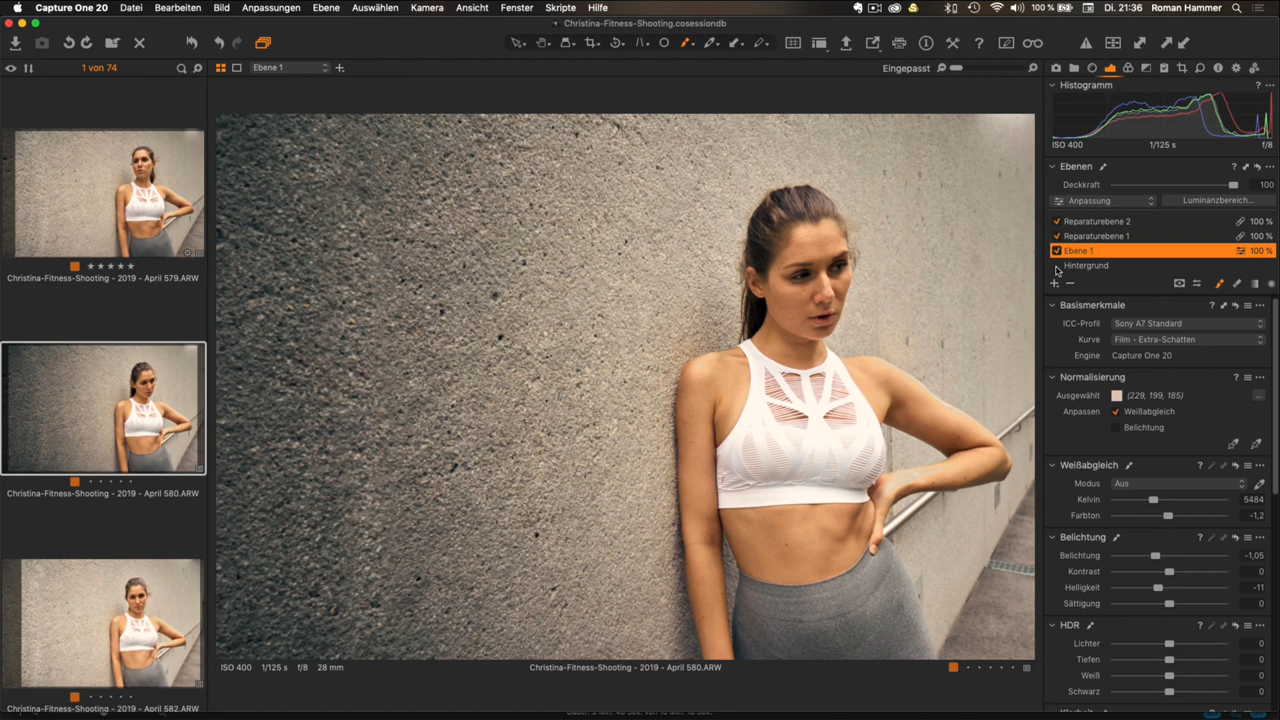 Capture One 20 Datei Bearbeiten Bild Anpassungen Ebene Auswählen Kamera Ansicht Fenster Skripte Hilfe 100 % Di. 21:36 Roman Hammer
Christina-Fitness-Shooting.cosessiondb
1 von 74
Ebene 1
Eingepasst
Christina-Fitness-Shooting - 2019 - April 579.ARW
Christina-Fitness-Shooting - 2019 - April 580.ARW
Christina-Fitness-Shooting - 2019 - April 582.ARW
ISO 400 1/125 s f/8 28 mm
Christina-Fitness-Shooting - 2019 - April 580.ARW
Histogramm
ISO 400 1/125 s f/8
Ebenen
Deckkraft 100
Anpassung Luminanzbereich...
Reparaturebene 2 100 %
Reparaturebene 1 100 %
Ebene 1 100 %
Hintergrund
Basismerkmale
ICC-Profil Sony A7 Standard
Kurve Film - Extra-Schatten
Engine Capture One 20
Normalisierung
Ausgewählt (229, 199, 185)
Anpassen Weißabgleich
Belichtung
Weißabgleich
Modus Aus
Kelvin 5484
Farbton -1,2
Belichtung
Belichtung -1,05
Kontrast 0
Helligkeit -11
Sättigung 0
HDR
Lichter 0
Tiefen 0
Weiß 0
Schwarz 0